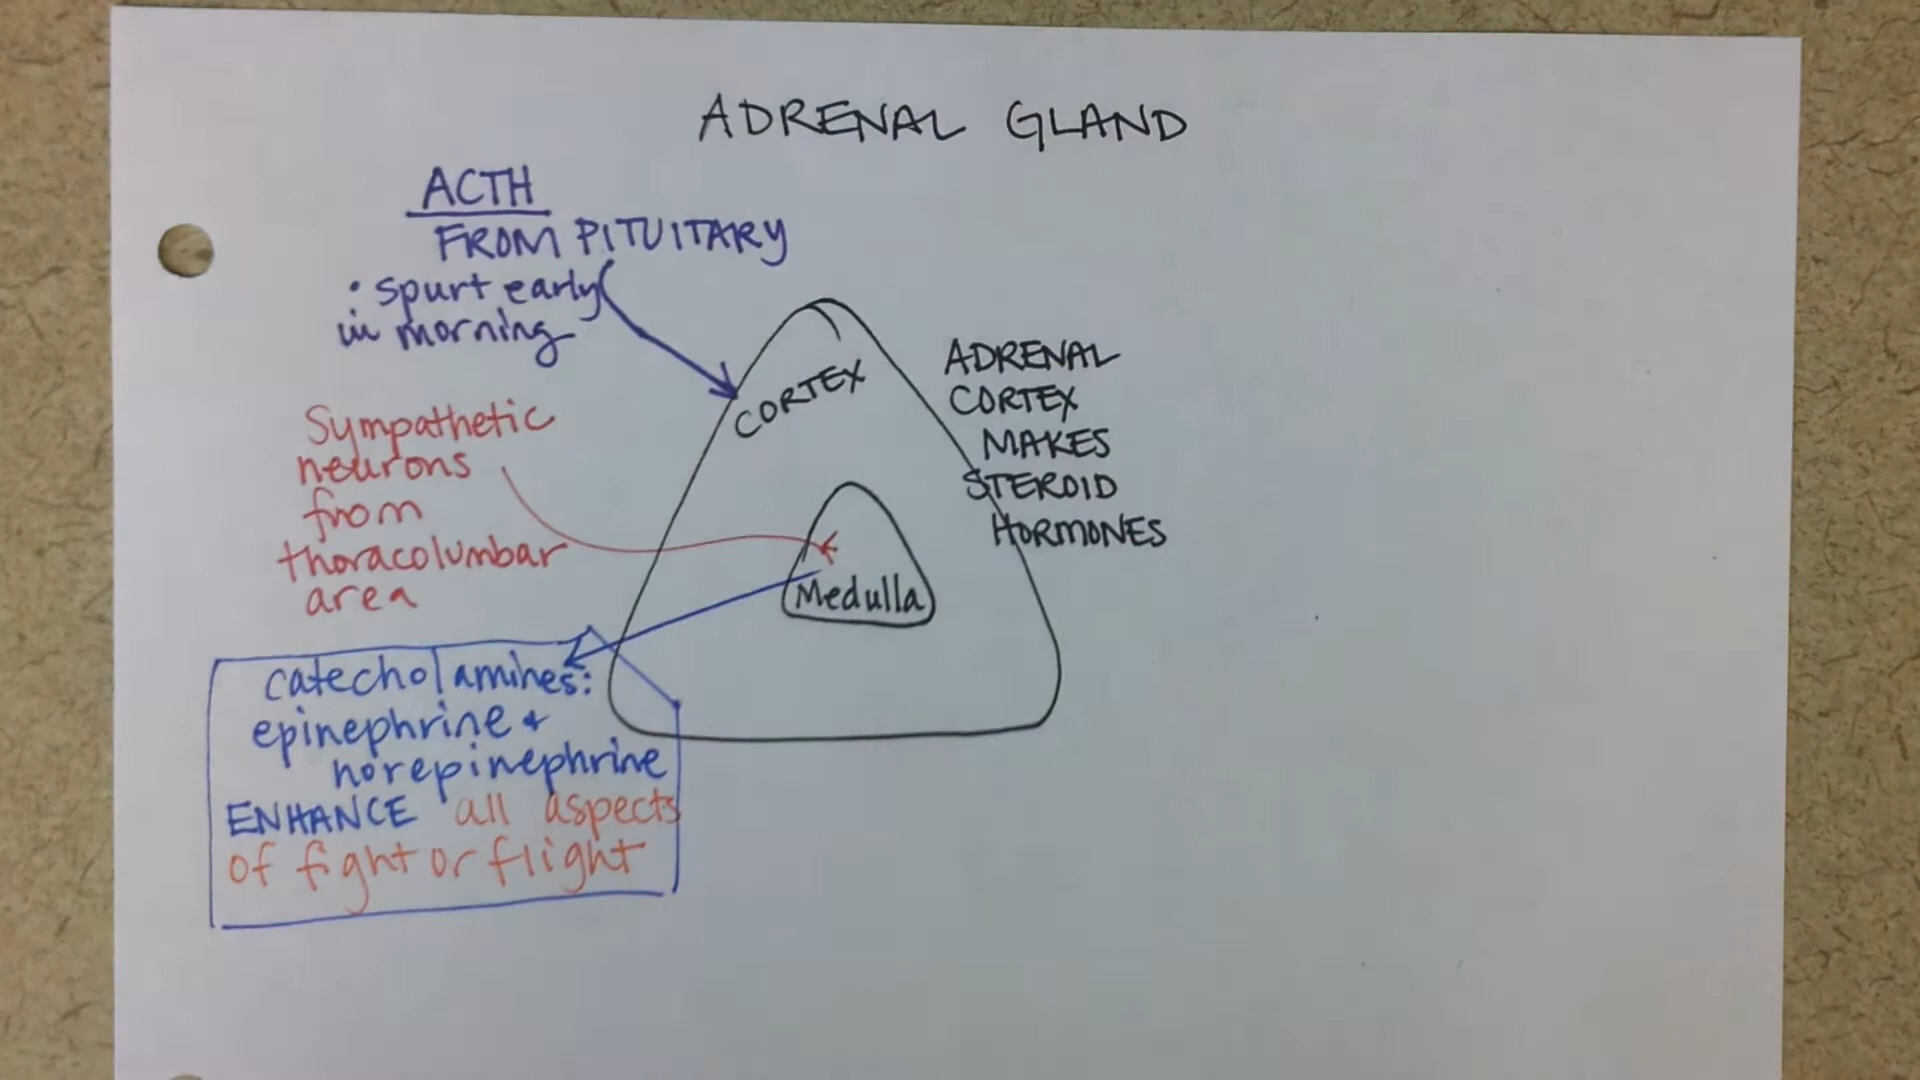 ADRENAL GLAND
ACTH
FROM PITUITARY
• spurt early
in morning
CORTEX
ADRENAL
CORTEX
MAKES
STEROID
HORMONES
Sympathetic
neurons
from
thoracolumbar
area
Medulla
catecholamines:
epinephrine +
norepinephrine
ENHANCE all aspects
of fight or flight